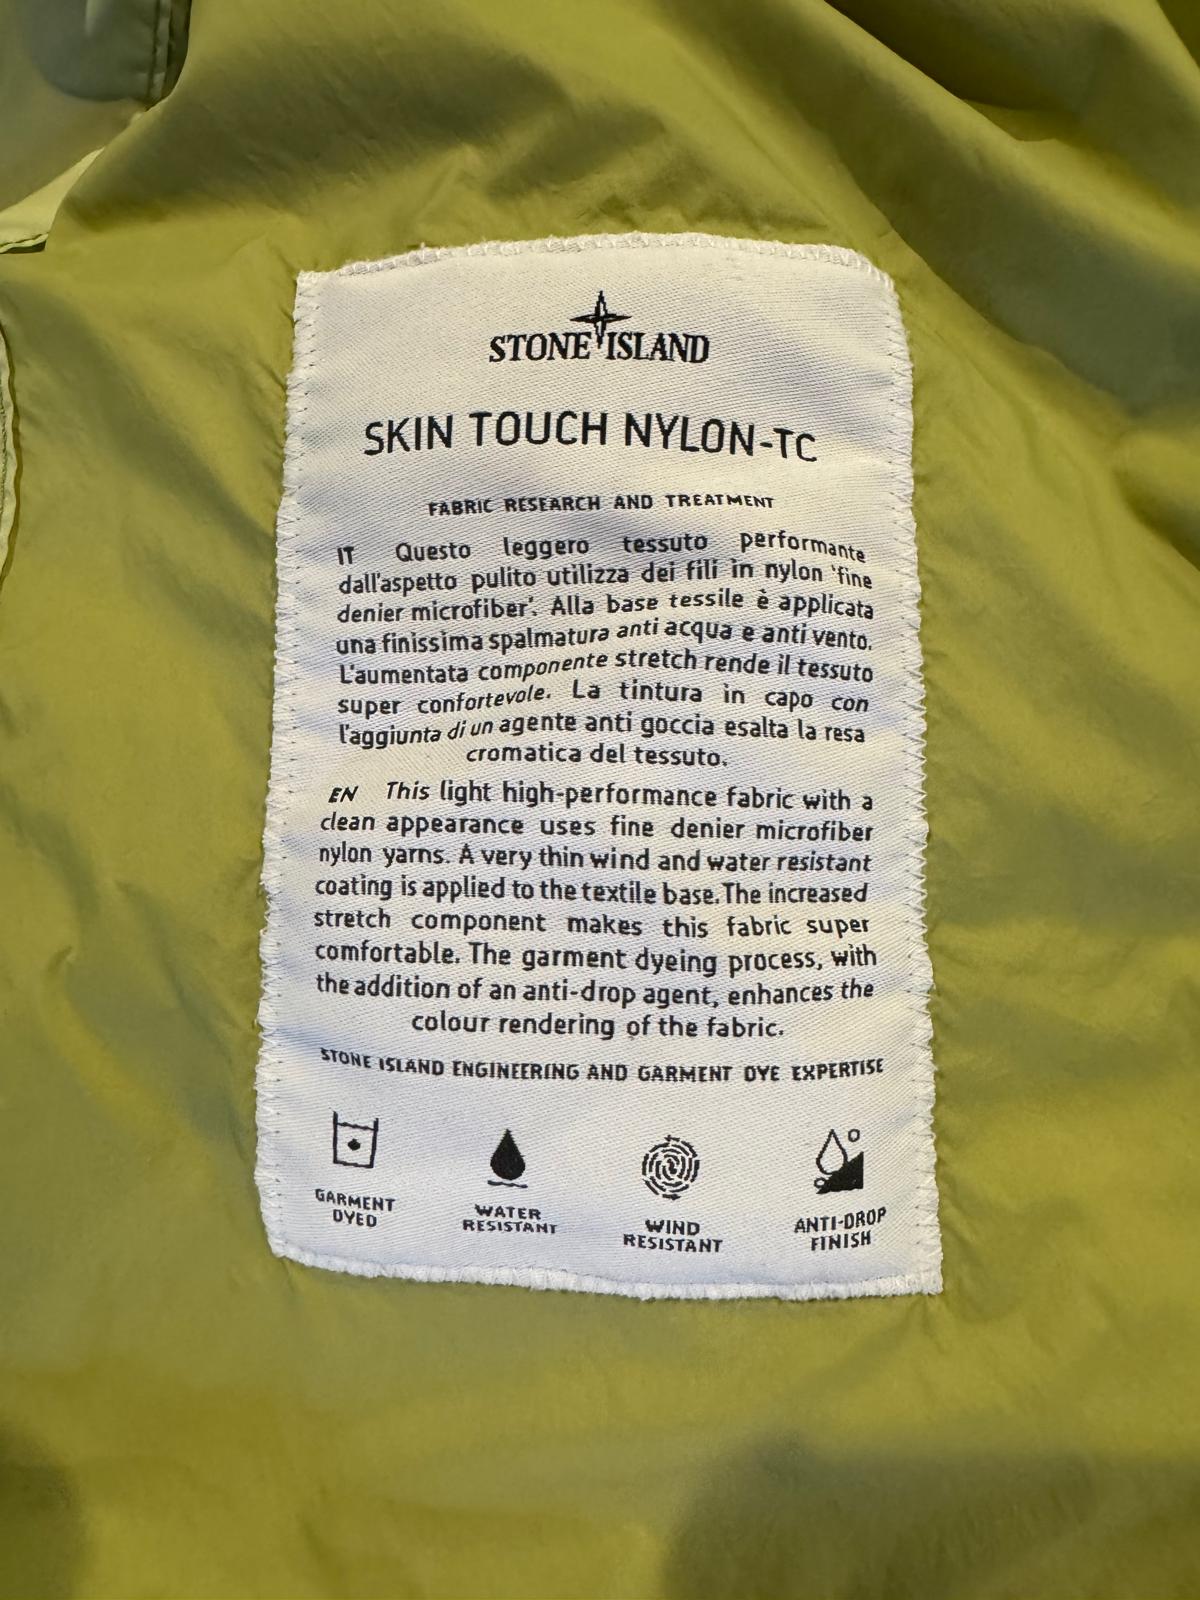 STONE ISLAND
SKIN TOUCH NYLON-TC
FABRIC RESEARCH AND TREATMENT
IT Questo leggero tessuto performante
dall'aspetto pulito utilizza dei fili in nylon 'fine
denier microfiber'. Alla base tessile è applicata
una finissima spalmatura anti acqua e anti vento.
L'aumentata componente stretch rende il tessuto
super confortevole. La tintura in capo con
l'aggiunta di un agente anti goccia esalta la resa
cromatica del tessuto.
EN This light high-performance fabric with a
clean appearance uses fine denier microfiber
nylon yarns. A very thin wind and water resistant
coating is applied to the textile base.The increased
stretch component makes this fabric super
comfortable. The garment dyeing process, with
the addition of an anti-drop agent, enhances the
colour rendering of the fabric.
STONE ISLAND ENGINEERING AND GARMENT DYE EXPERTISE
GARMENT
DYED
WATER
RESISTANT
WIND
RESISTANT
ANTI-DROP
FINISH